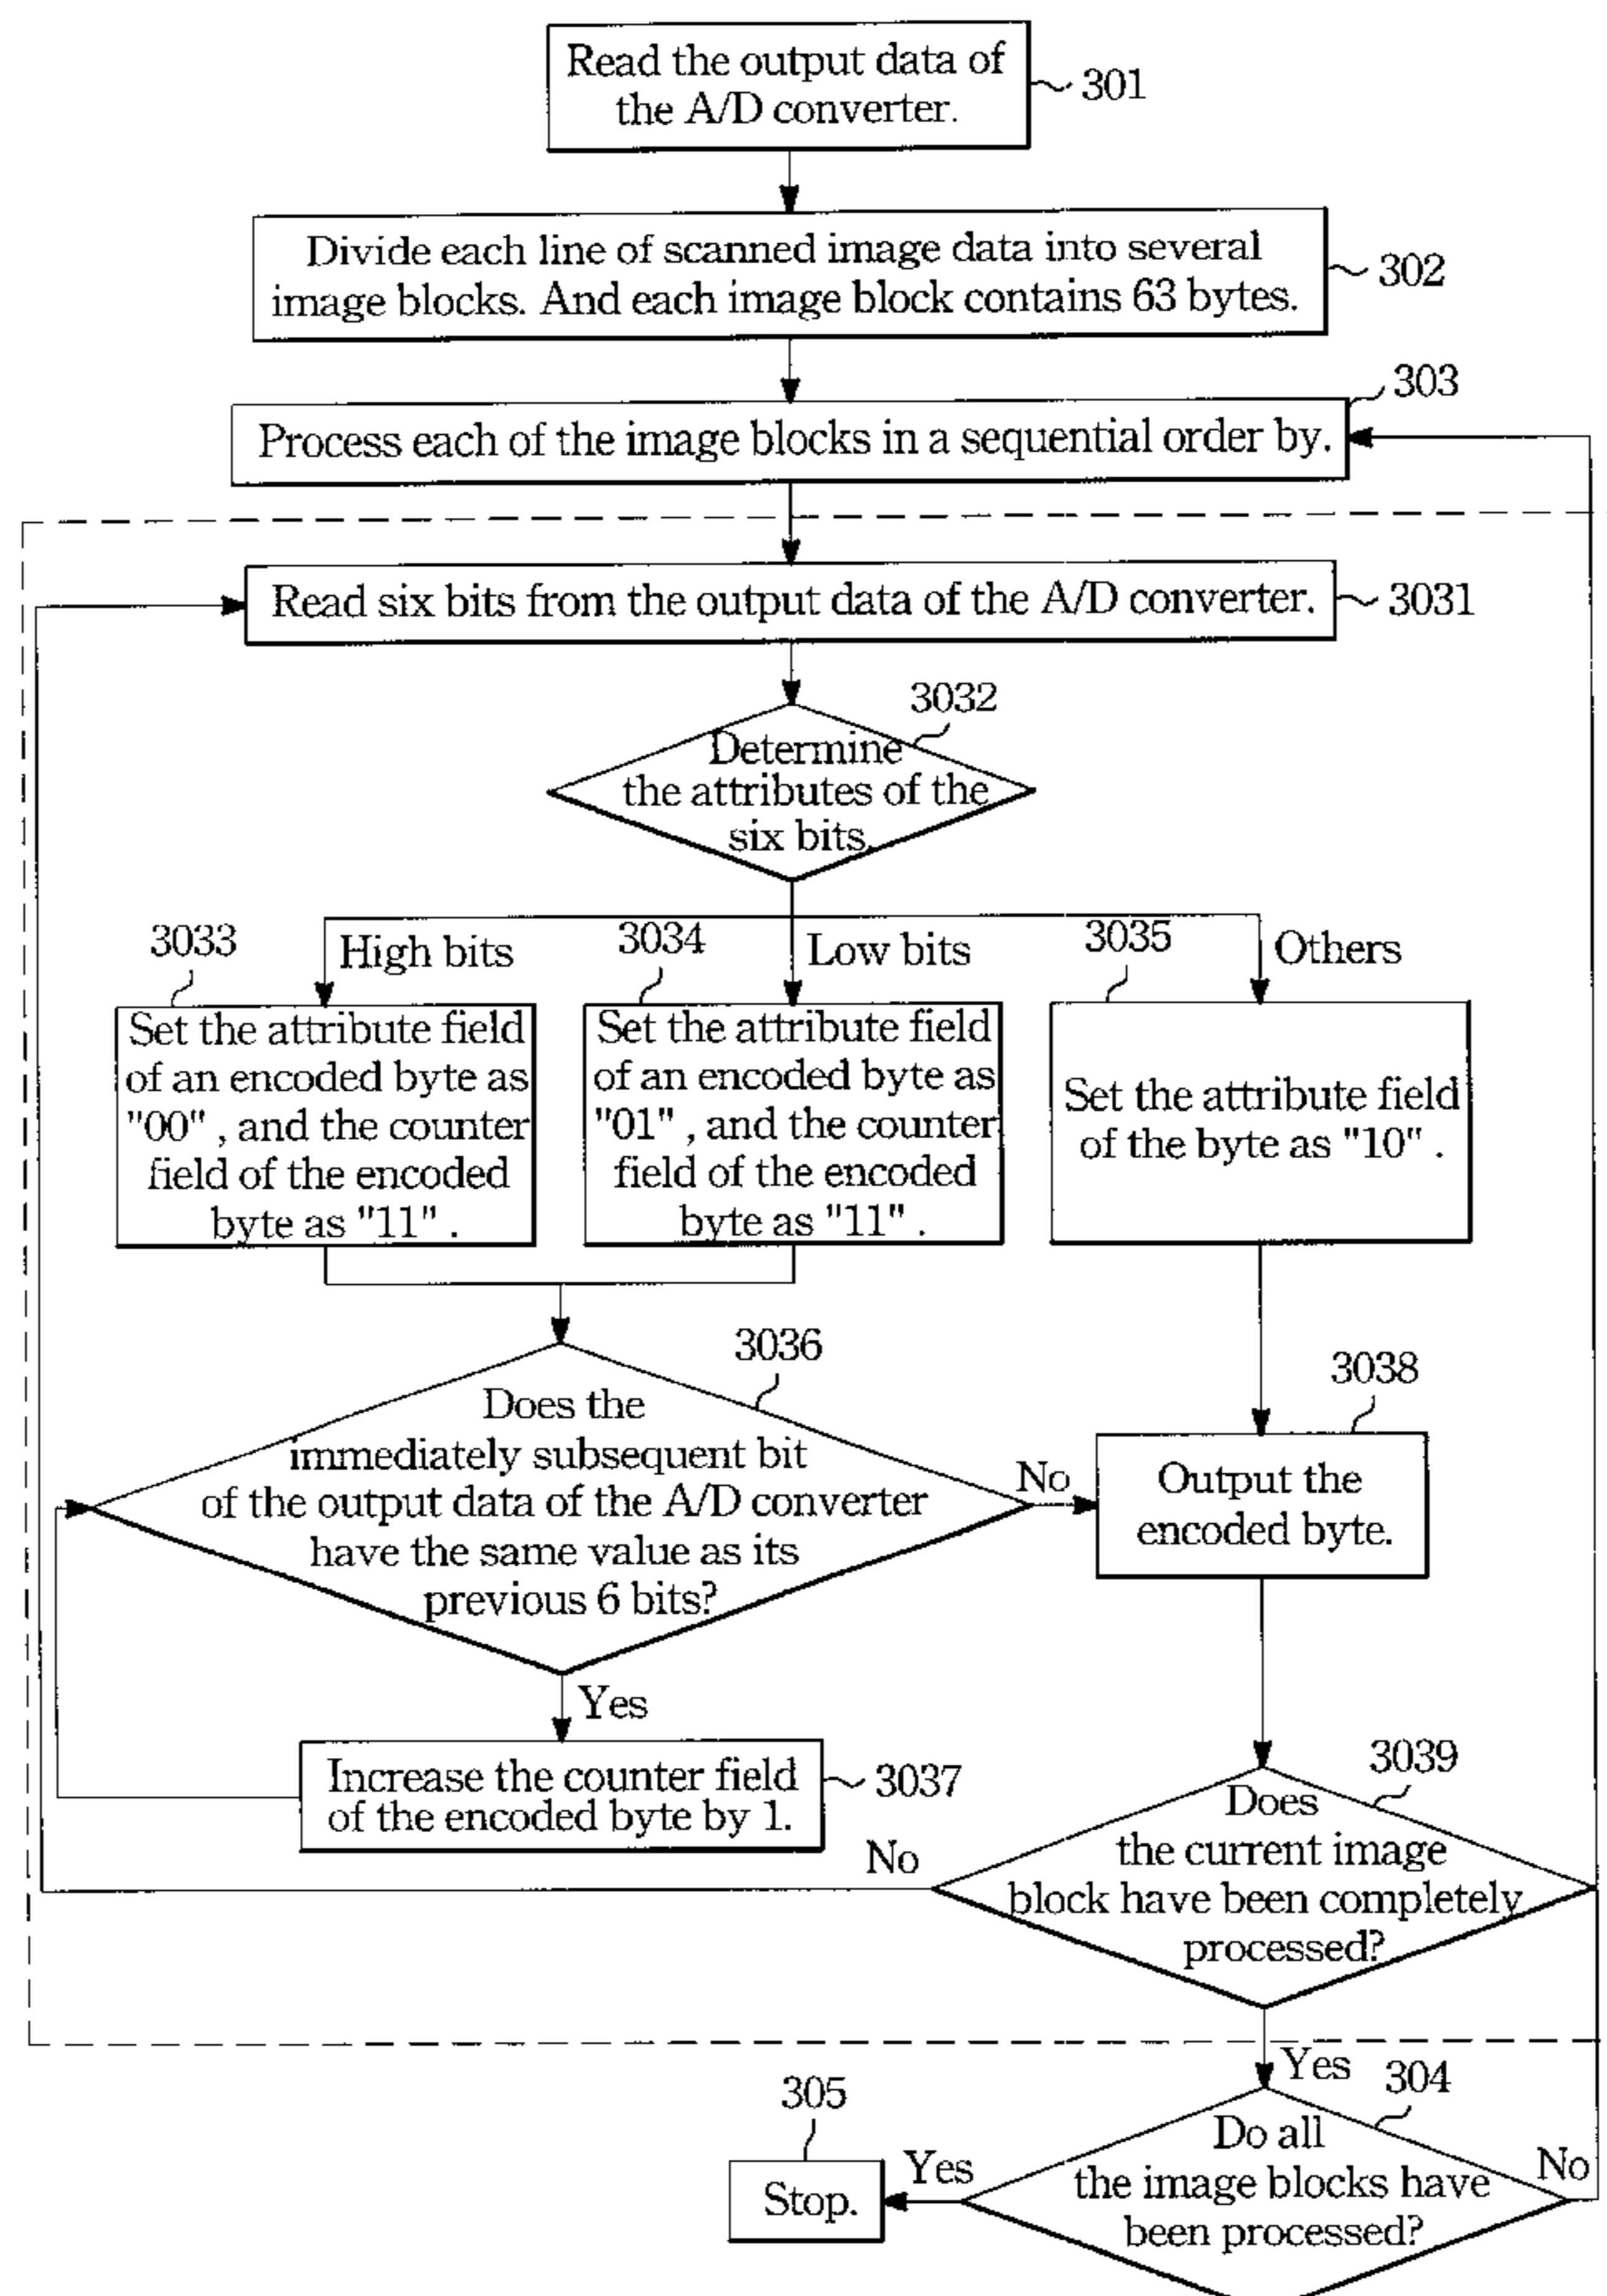 Read the output data of
the A/D converter.
301
Divide each line of scanned image data into several
image blocks. And each image block contains 63 bytes.
302
303
Process each of the image blocks in a sequential order by.
Read six bits from the output data of the A/D converter.
3031
3032
Determine
the attributes of the
six bits.
3033
High bits
3034
Low bits
3035
Others
Set the attribute field
of an encoded byte as
"00" , and the counter
field of the encoded
byte as "11" .
Set the attribute field
of an encoded byte as
"01" , and the counter
field of the encoded
byte as "11" .
Set the attribute field
of the byte as "10" .
3036
Does the
immediately subsequent bit
of the output data of the A/D converter
have the same value as its
previous 6 bits?
No
3038
Output the
encoded byte.
Yes
Increase the counter field
of the encoded byte by 1.
3037
3039
Does
the current image
block have been completely
processed?
No
Yes
304
Do all
the image blocks have
been processed?
No
Yes
305
Stop.